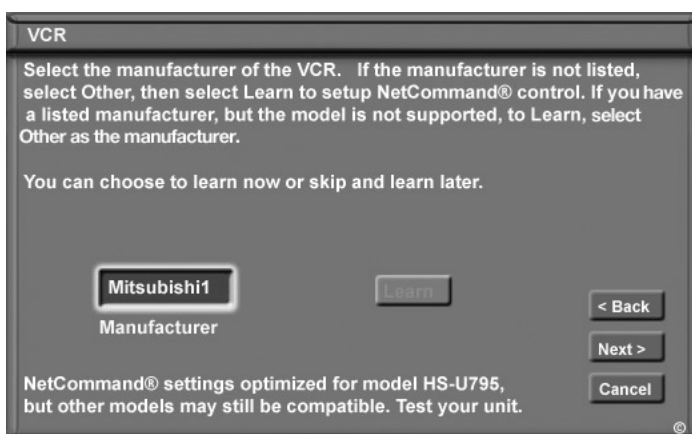 VCR
Select the manufacturer of the VCR. If the manufacturer is not listed,
select Other, then select Learn to setup NetCommand® control. If you have
a listed manufacturer, but the model is not supported, to Learn, select
Other as the manufacturer.
You can choose to learn now or skip and learn later.
Mitsubishi1
Learn
Manufacturer
< Back
Next >
Cancel
NetCommand® settings optimized for model HS-U795,
but other models may still be compatible. Test your unit.
©